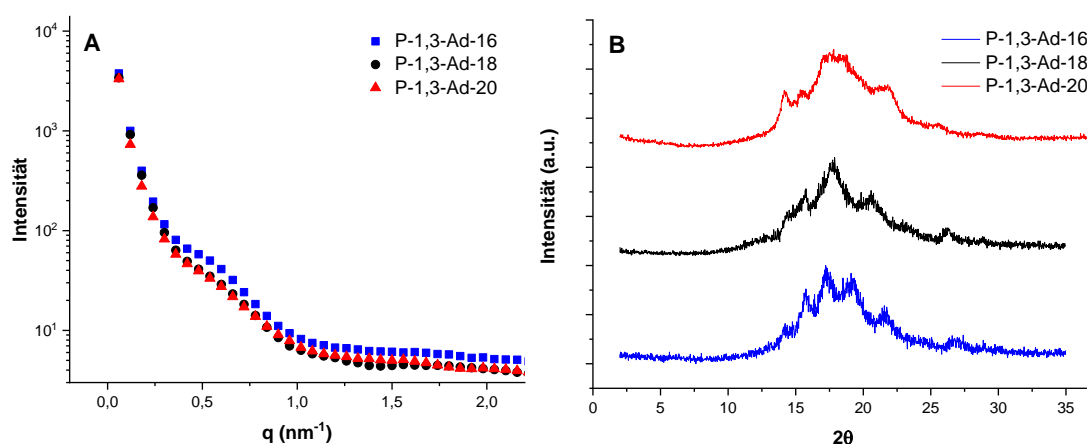 A
P-1,3-Ad-16
P-1,3-Ad-18
P-1,3-Ad-20
Intensität
10⁴
10³
10²
10¹
0,0 0,5 1,0 1,5 2,0
q (nm⁻¹)
B
P-1,3-Ad-16
P-1,3-Ad-18
P-1,3-Ad-20
Intensität (a.u.)
0 5 10 15 20 25 30 35
2θ